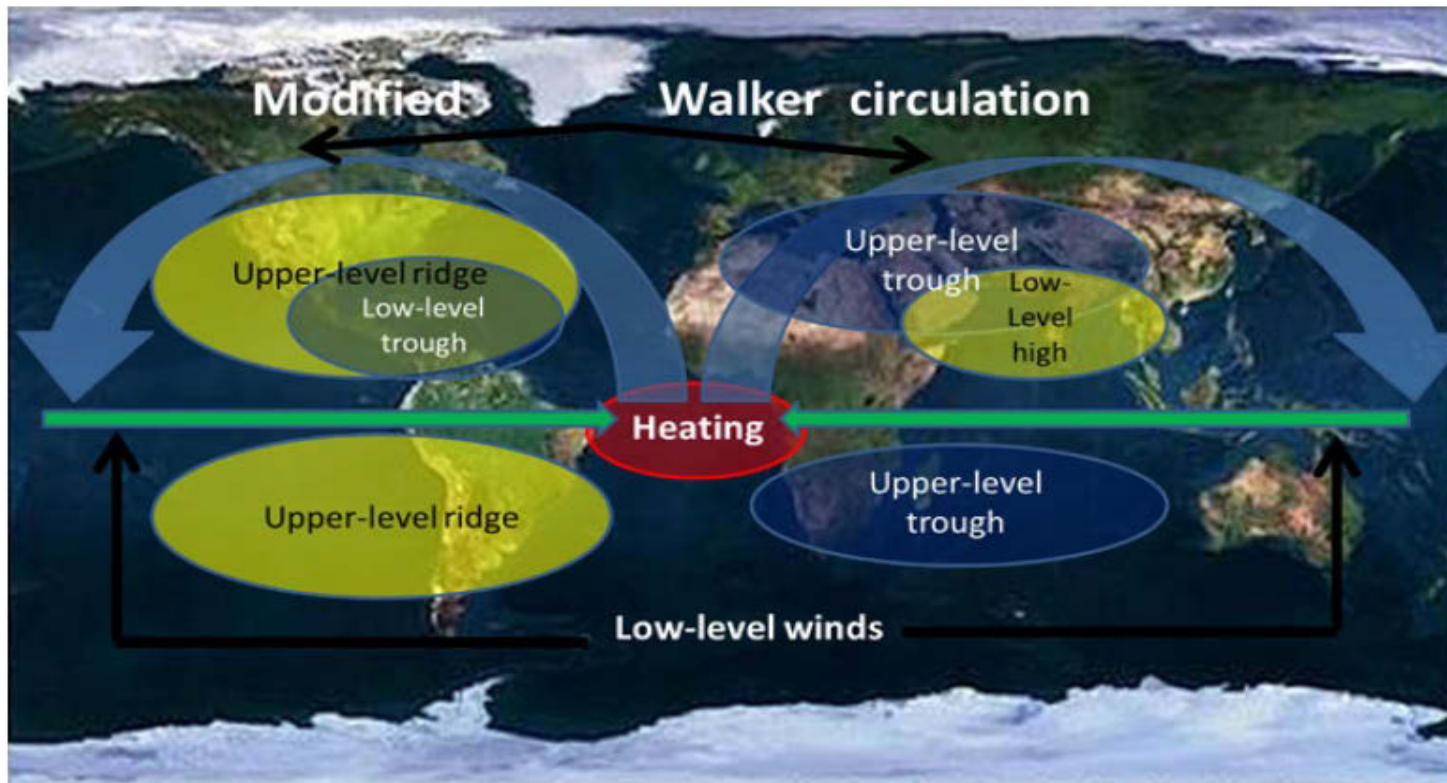 Modified Walker circulation
Upper-level ridge
Low-level
trough
Upper-level
trough
Low-
Level
high
Heating
Upper-level ridge
Upper-level
trough
Low-level winds